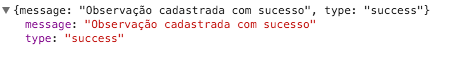 {message: "Observação cadastrada com sucesso", type: "success"}
message: "Observação cadastrada com sucesso"
type: "success"